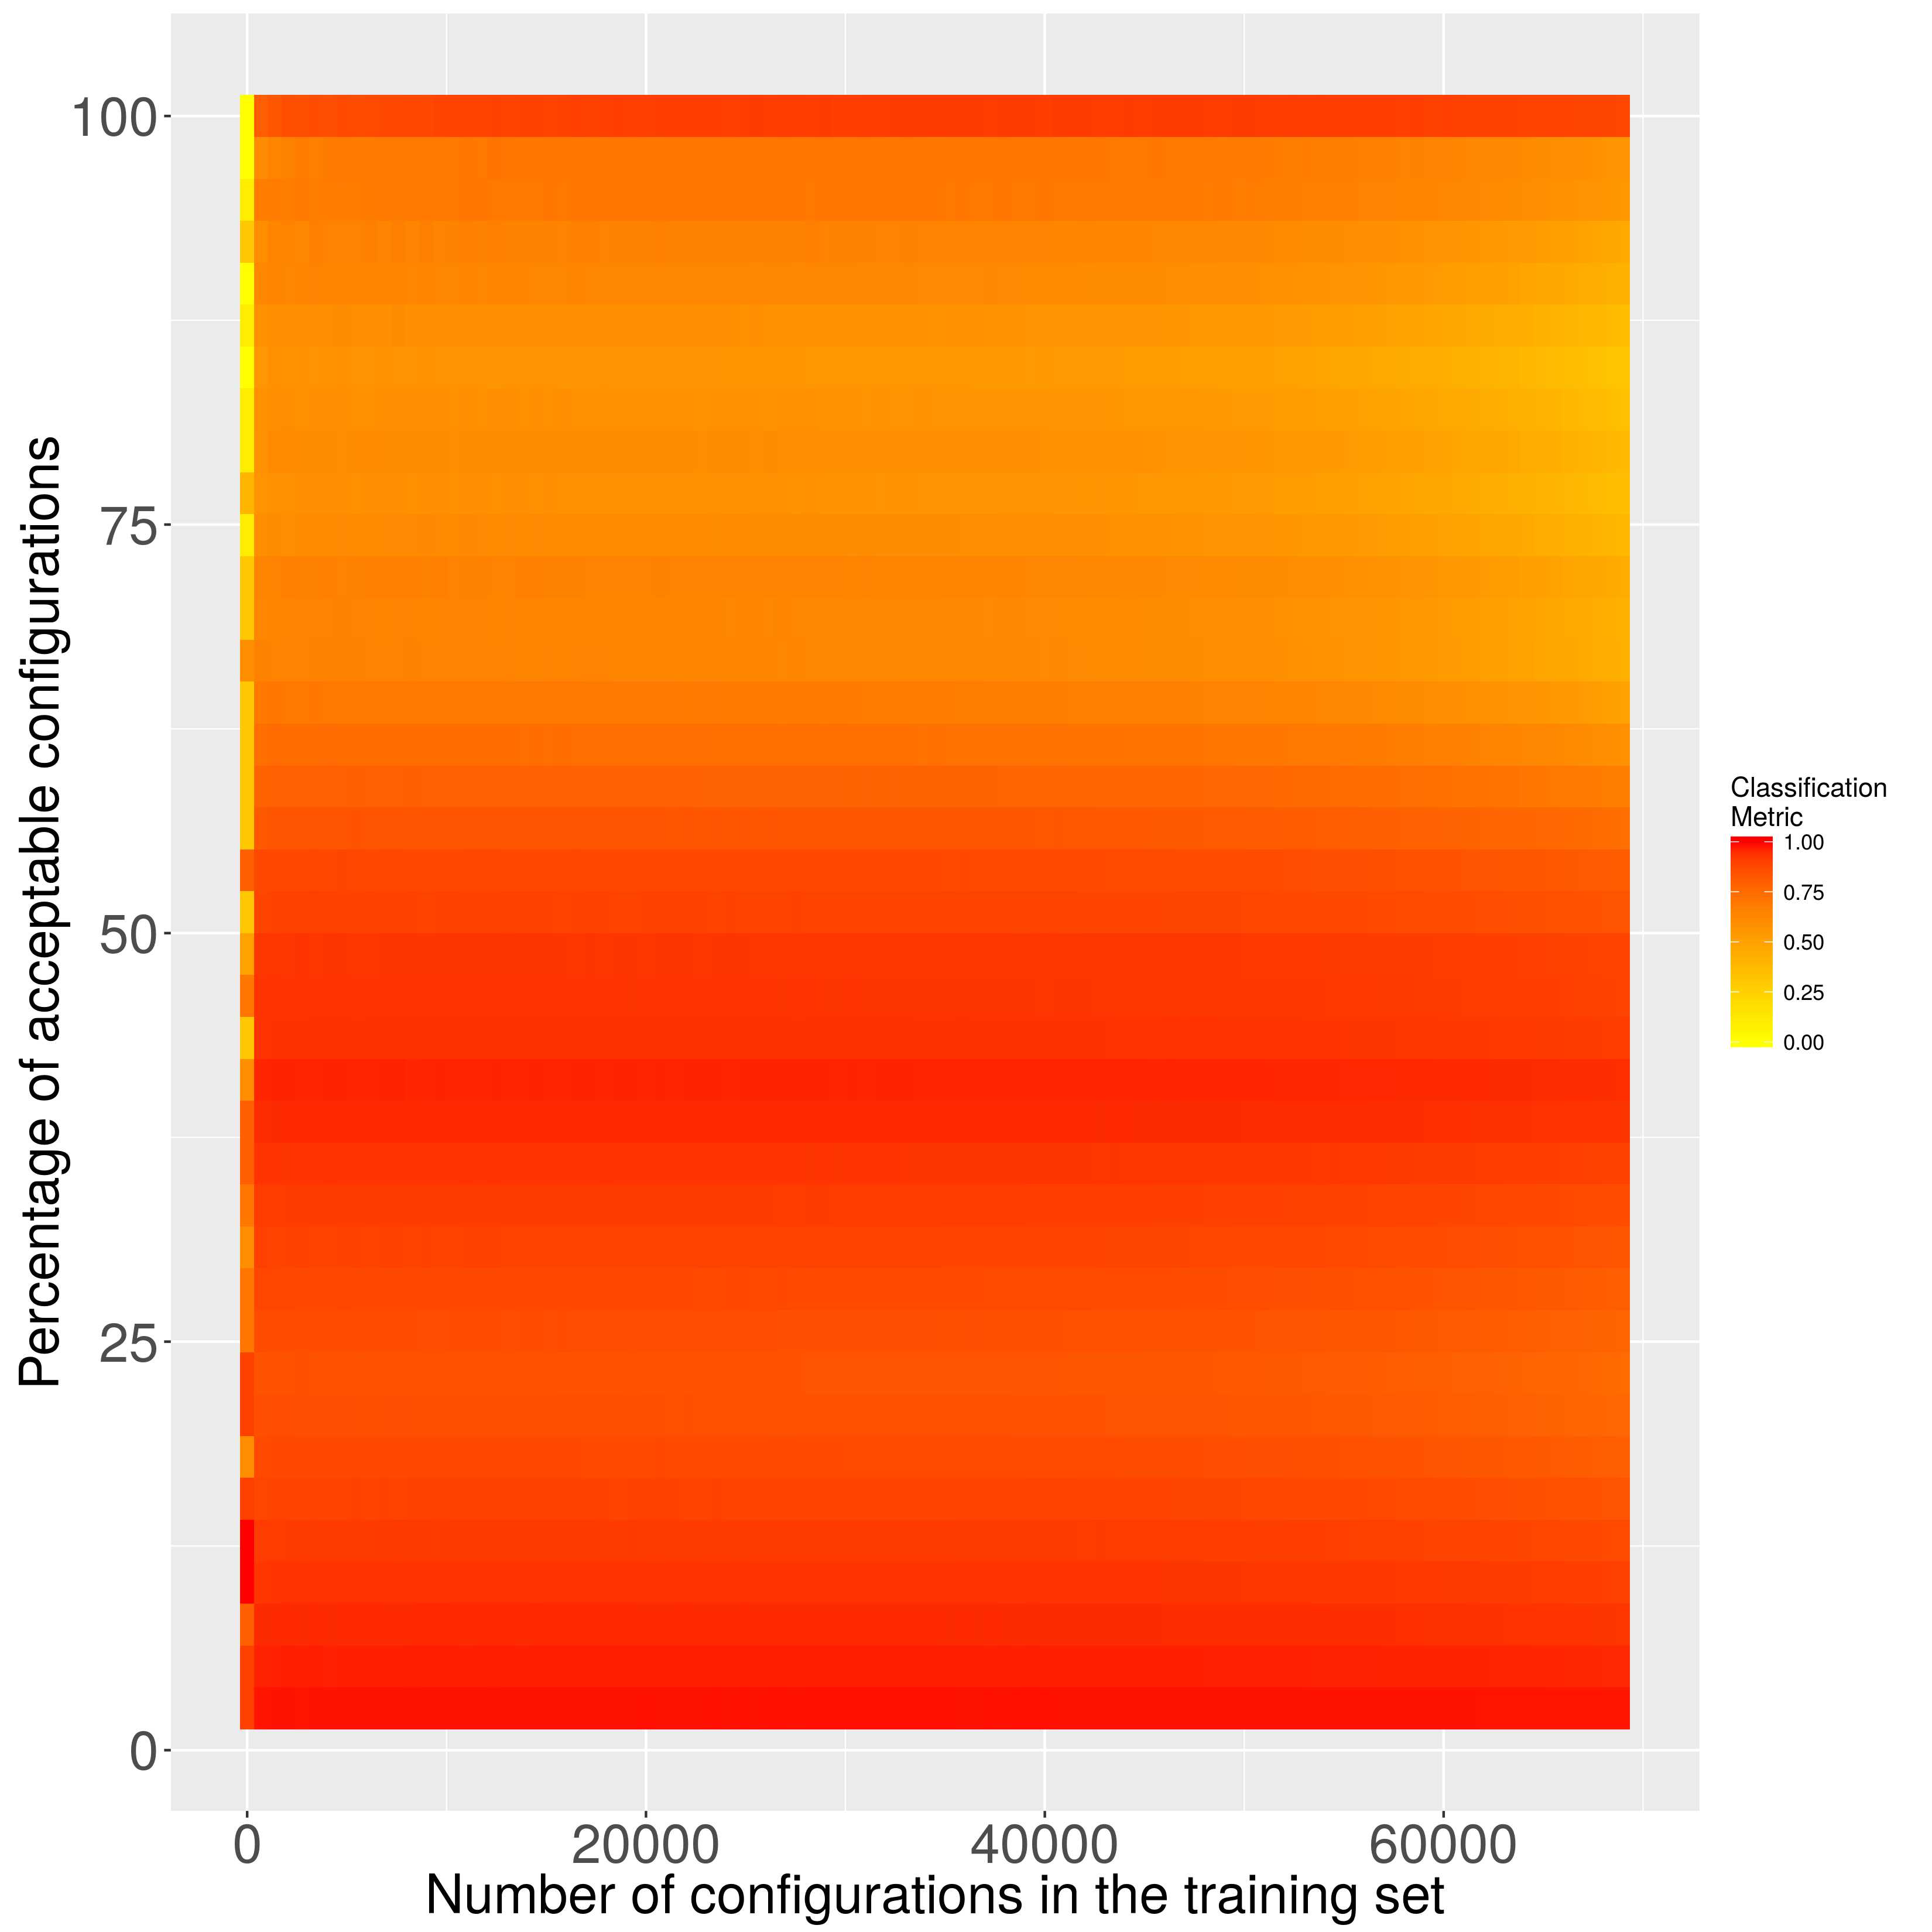 100
75
50
25
0
Percentage of acceptable configurations
0 20000 40000 60000
Number of configurations in the training set
Classification
Metric
1.00
0.75
0.50
0.25
0.00